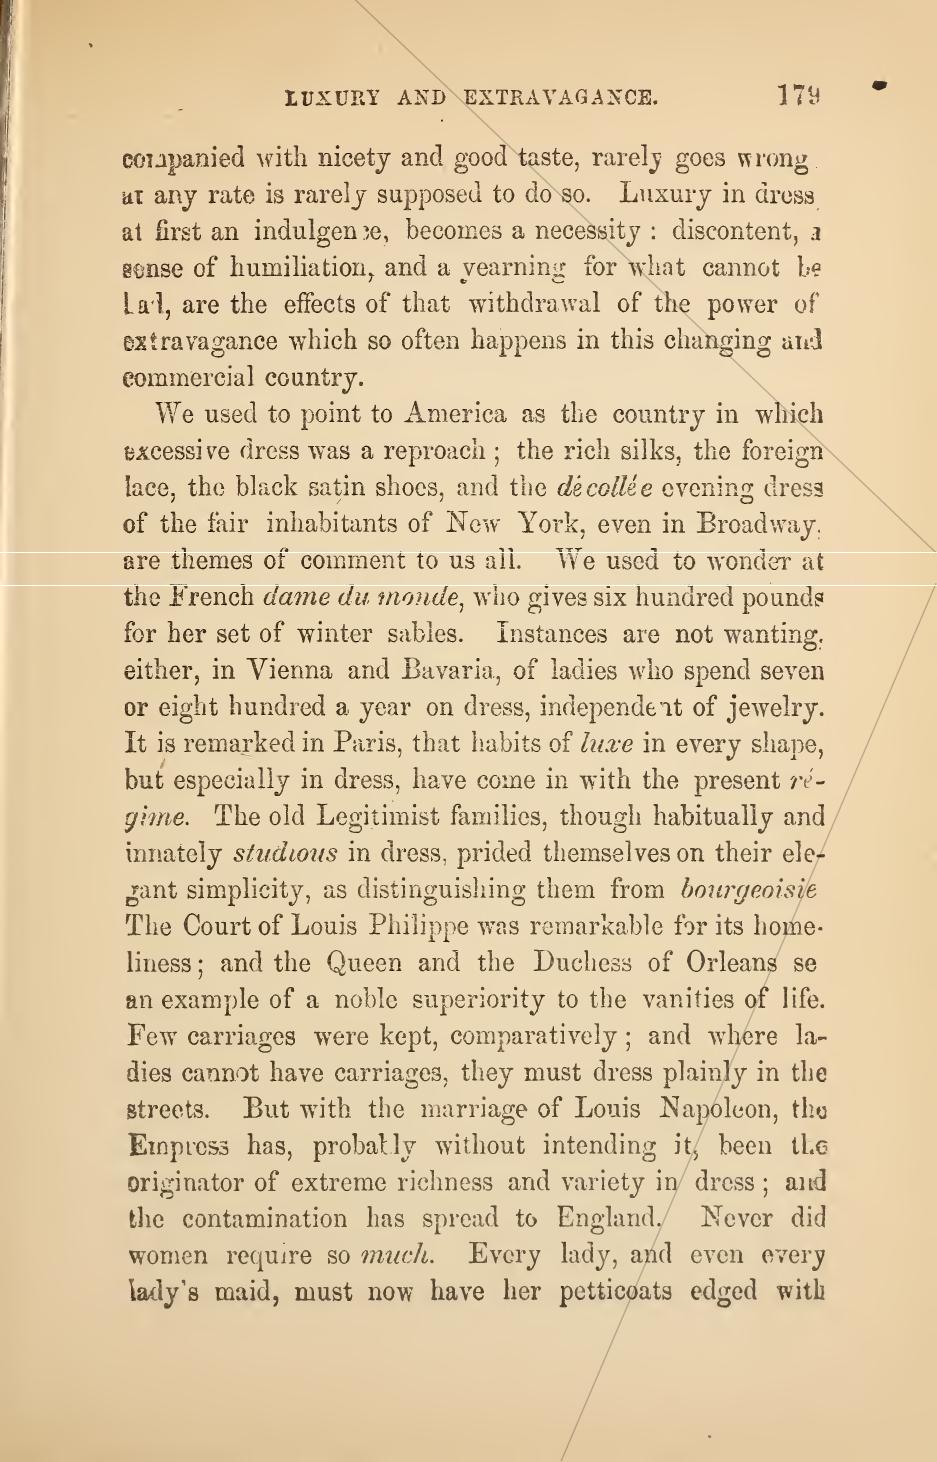 LUXURY AND EXTRAVAGANCE. 179
companied with nicety and good taste, rarely goes wrong
at any rate is rarely supposed to do so. Luxury in dress
at first an indulgence, becomes a necessity : discontent, a
sense of humiliation, and a yearning for what cannot be
had, are the effects of that withdrawal of the power of
extravagance which so often happens in this changing and
commercial country.
We used to point to America as the country in which
excessive dress was a reproach ; the rich silks, the foreign
lace, the black satin shoes, and the décollée evening dress
of the fair inhabitants of New York, even in Broadway,
are themes of comment to us all. We used to wonder at
the French dame du monde, who gives six hundred pounds
for her set of winter sables. Instances are not wanting,
either, in Vienna and Bavaria, of ladies who spend seven
or eight hundred a year on dress, independent of jewelry.
It is remarked in Paris, that habits of luxe in every shape,
but especially in dress, have come in with the present ré-
gime. The old Legitimist families, though habitually and
innately studious in dress, prided themselves on their ele-
gant simplicity, as distinguishing them from bourgeoisie
The Court of Louis Philippe was remarkable for its home-
liness ; and the Queen and the Duchess of Orleans se
an example of a noble superiority to the vanities of life.
Few carriages were kept, comparatively ; and where la-
dies cannot have carriages, they must dress plainly in the
streets. But with the marriage of Louis Napoleon, the
Empress has, probably without intending it, been the
originator of extreme richness and variety in dress ; and
the contamination has spread to England. Never did
women require so much. Every lady, and even every
lady's maid, must now have her petticoats edged with